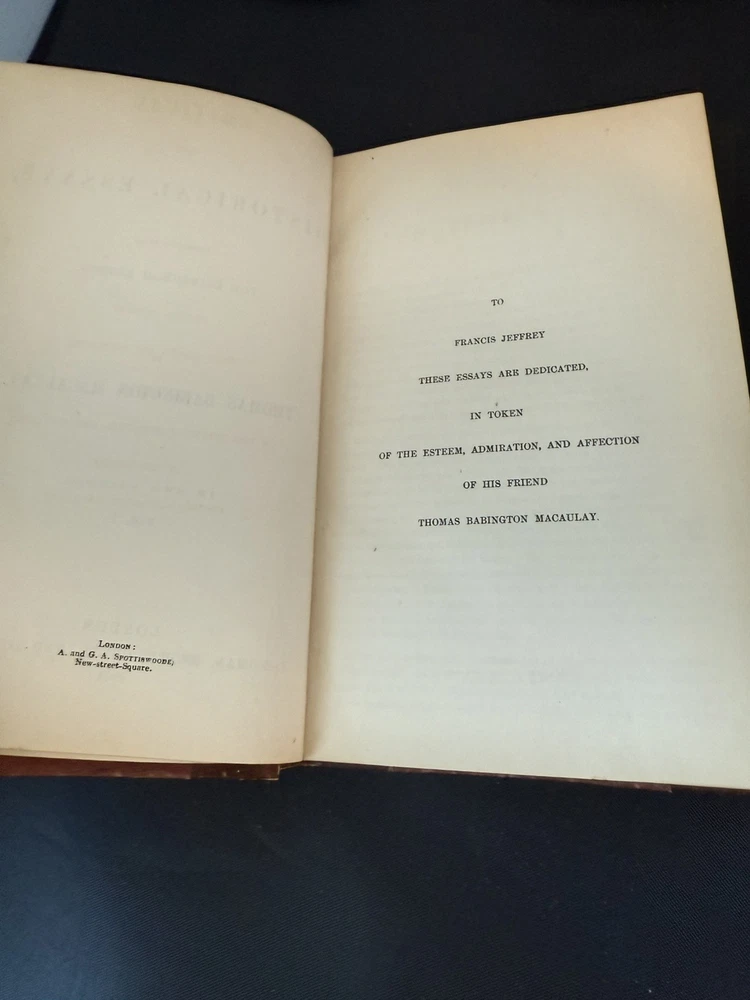 London:
A. and G. A. Spottiswoode,
New-street-Square.
TO
FRANCIS JEFFREY
THESE ESSAYS ARE DEDICATED,
IN TOKEN
OF THE ESTEEM, ADMIRATION, AND AFFECTION
OF HIS FRIEND
THOMAS BABINGTON MACAULAY.